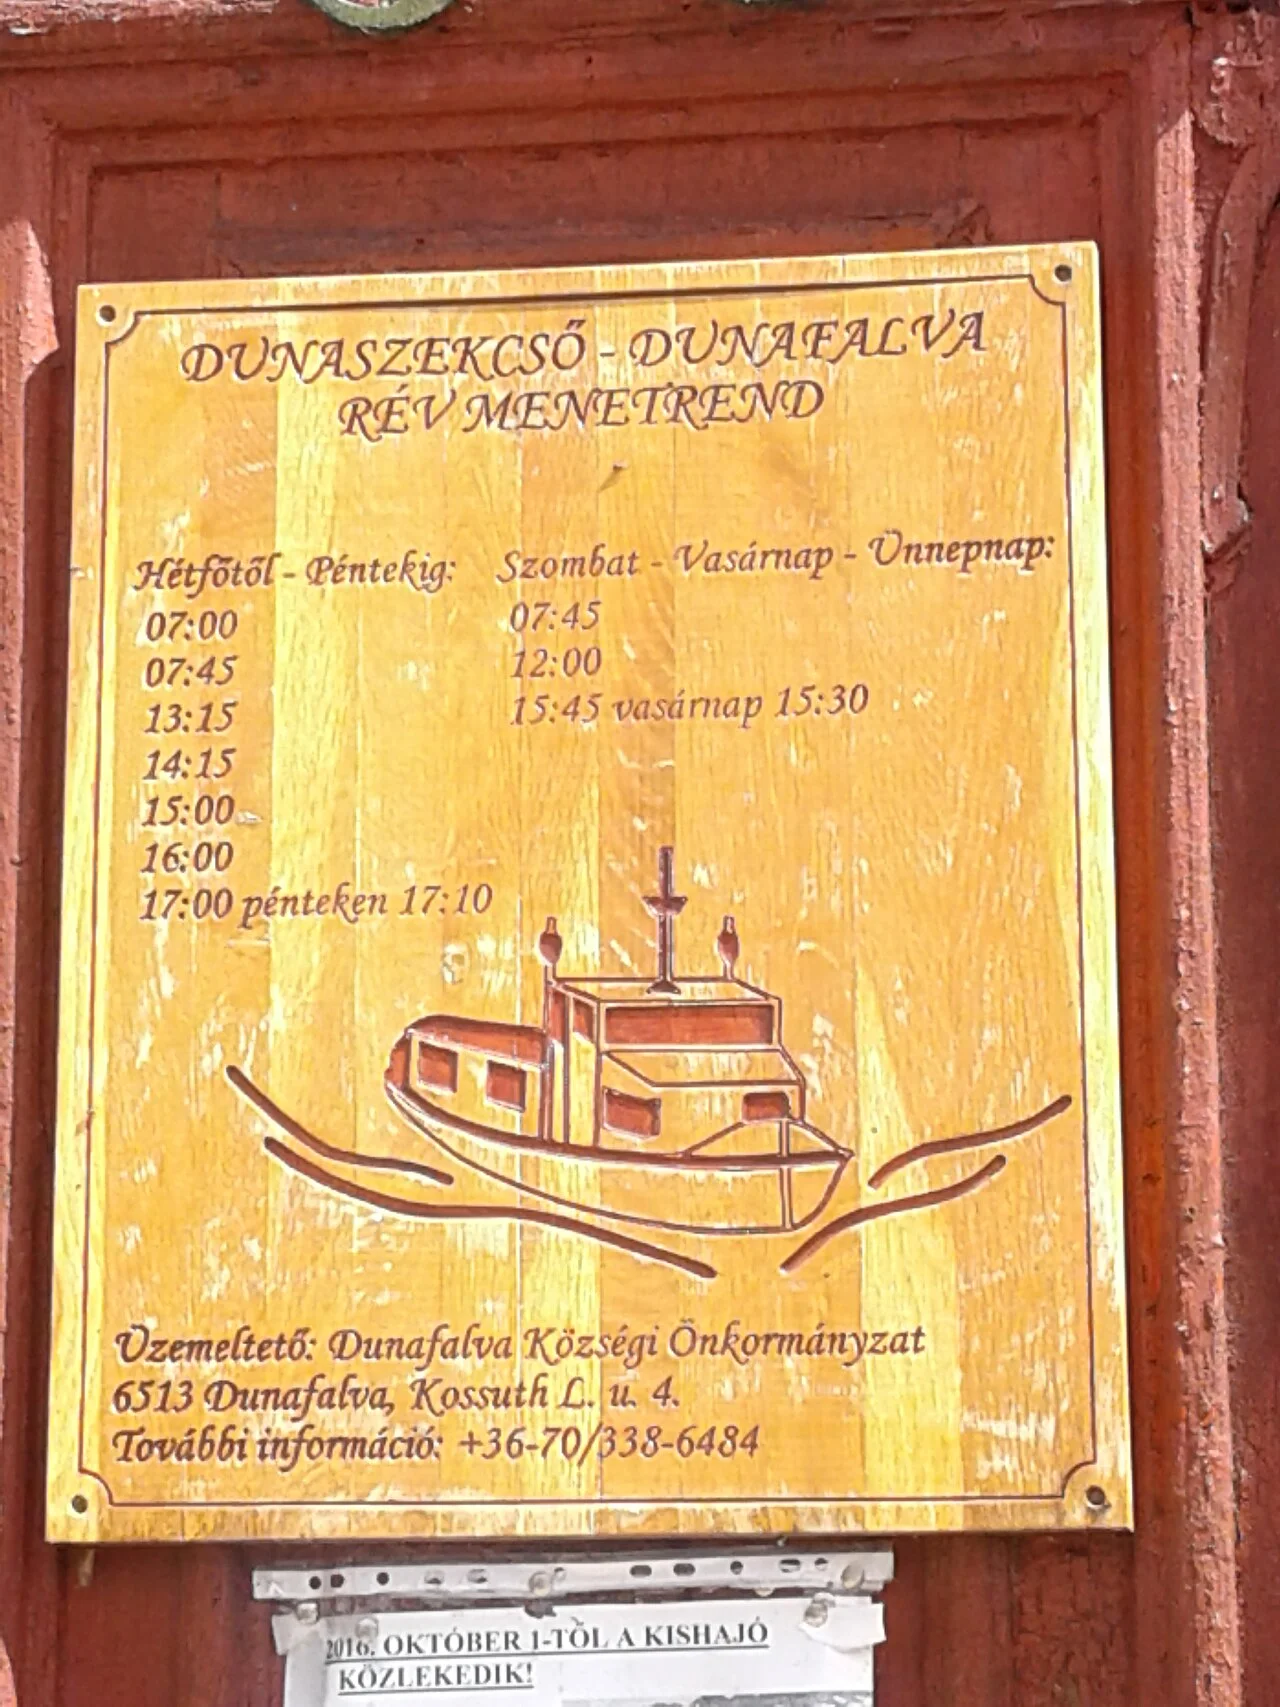 DUNASZEKCSŐ - DUNAFALVA
RÉV MENETREND
Hétfőtől - Péntekig:
07:00
07:45
13:15
14:15
15:00
16:00
17:00 pénteken 17:10
Szombat - Vasárnap - Ünnepnap:
07:45
12:00
15:45 vasárnap 15:30
Üzemeltető: Dunafalva Községi Önkormányzat
6513 Dunafalva, Kossuth L. u. 4.
További információ: +36-70/338-6484
2016. OKTÓBER 1-TŐL A KISHAJÓ
KÖZLEKEDIK!